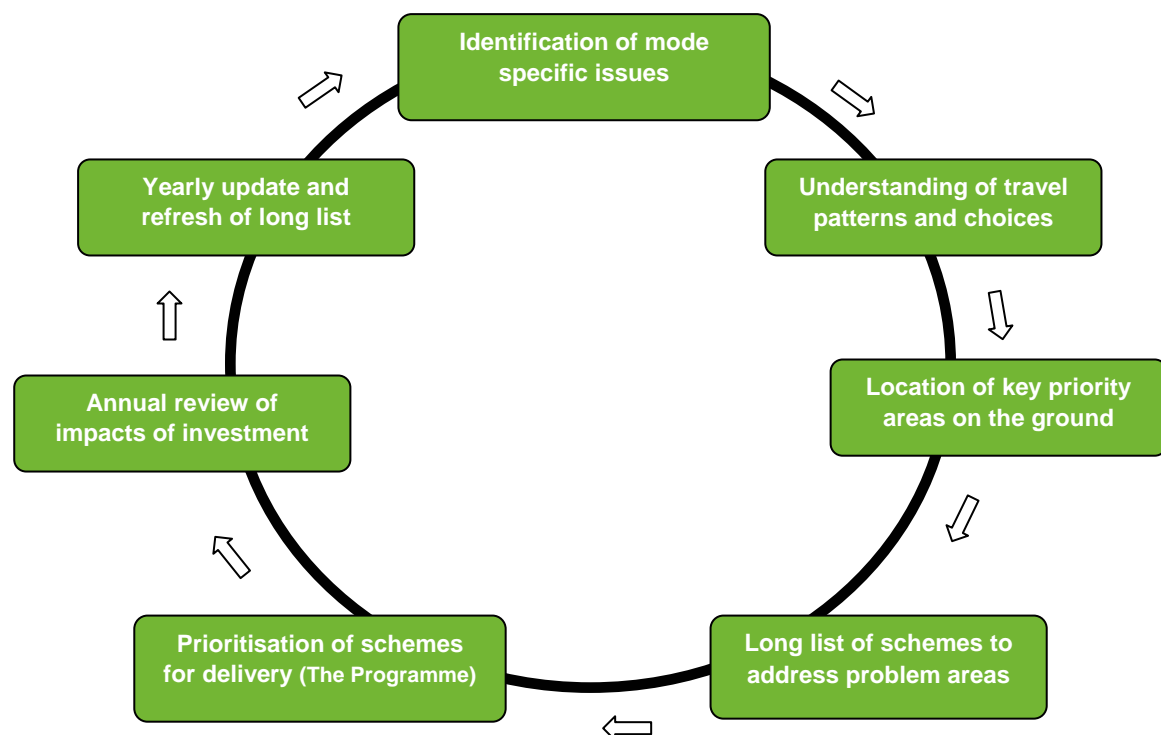 Identification of mode
specific issues
Understanding of travel
patterns and choices
Location of key priority
areas on the ground
Long list of schemes to
address problem areas
Prioritisation of schemes
for delivery (The Programme)
Annual review of
impacts of investment
Yearly update and
refresh of long list